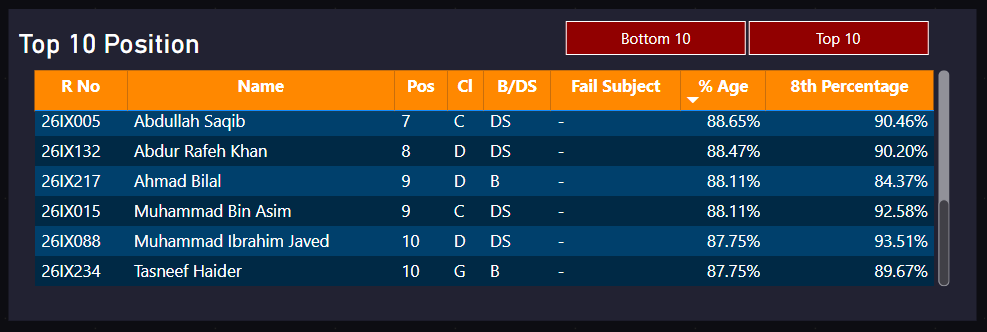 Top 10 Position
Bottom 10 Top 10
R No Name Pos Cl B/DS Fail Subject % Age 8th Percentage
26IX005 Abdullah Saqib 7 C DS - 88.65% 90.46%
26IX132 Abdur Rafeh Khan 8 D DS - 88.47% 90.20%
26IX217 Ahmad Bilal 9 D B - 88.11% 84.37%
26IX015 Muhammad Bin Asim 9 C DS - 88.11% 92.58%
26IX088 Muhammad Ibrahim Javed 10 D DS - 87.75% 93.51%
26IX234 Tasneef Haider 10 G B - 87.75% 89.67%